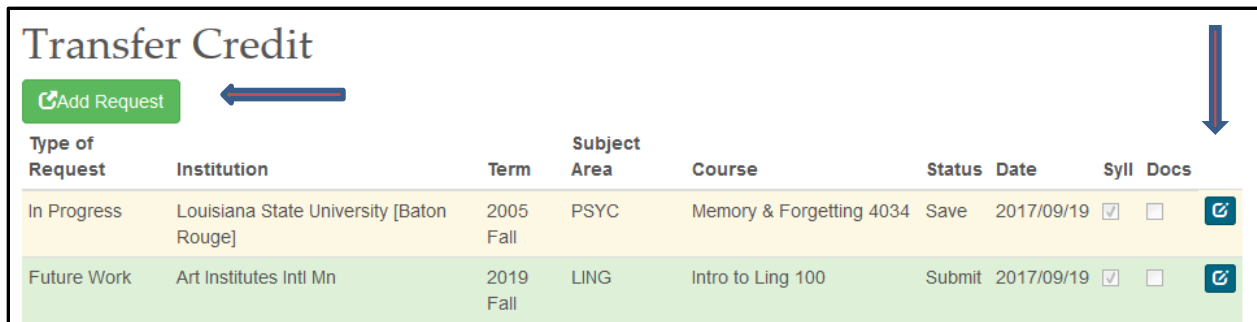 Transfer Credit
Add Request
Type of Request Institution Term Subject Area Course Status Date Syll Docs
In Progress Louisiana State University [Baton Rouge] 2005 Fall PSYC Memory & Forgetting 4034 Save 2017/09/19
Future Work Art Institutes Intl Mn 2019 Fall LING Intro to Ling 100 Submit 2017/09/19